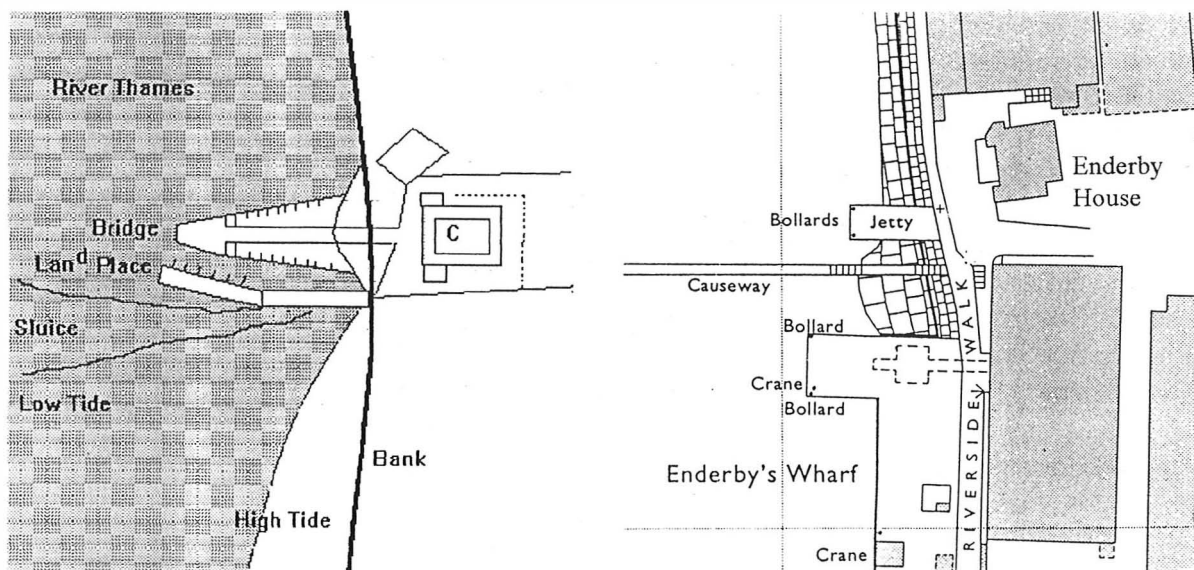 River Thames
Bridge
Lanᵈ Place
Sluice
Low Tide
Bank
High Tide
C
Enderby
House
Bollards
Jetty
Causeway
Bollard
Crane
Bollard
Enderby's Wharf
Crane
RIVERSIDE WALK